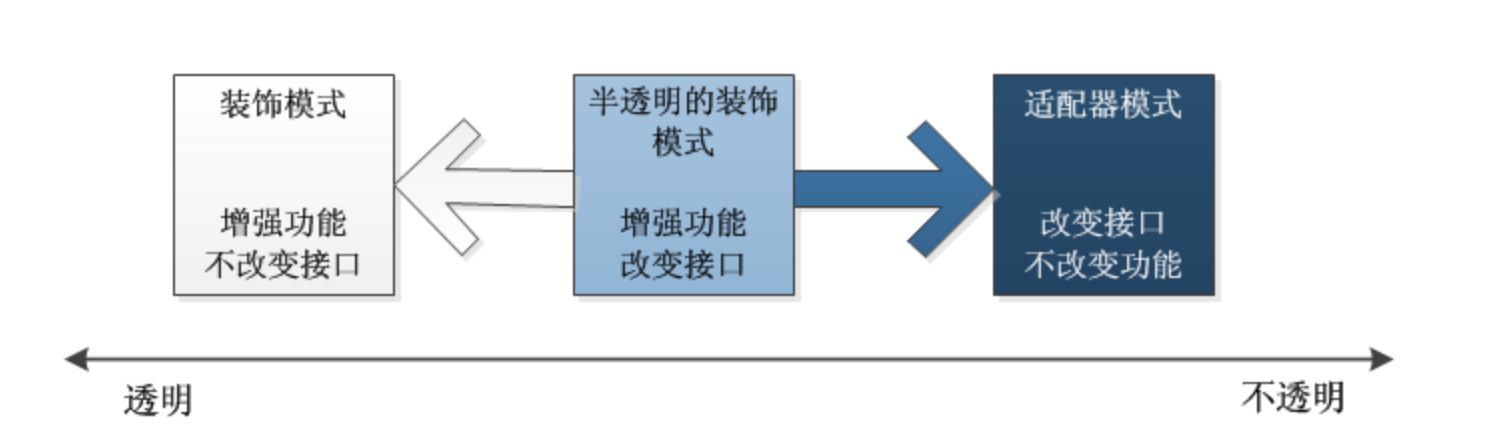 装饰模式
增强功能
不改变接口
半透明的装饰
模式
增强功能
改变接口
适配器模式
改变接口
不改变功能
透明
不透明